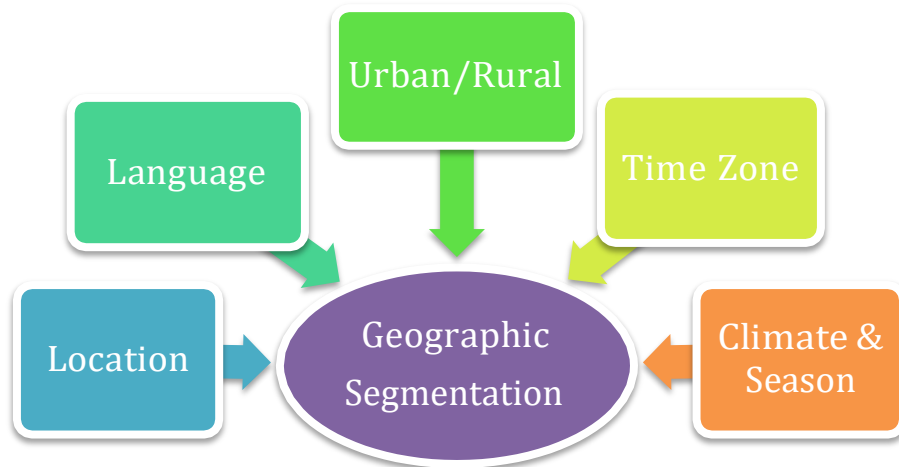 Urban/Rural
Language
Time Zone
Location
Geographic
Segmentation
Climate &
Season